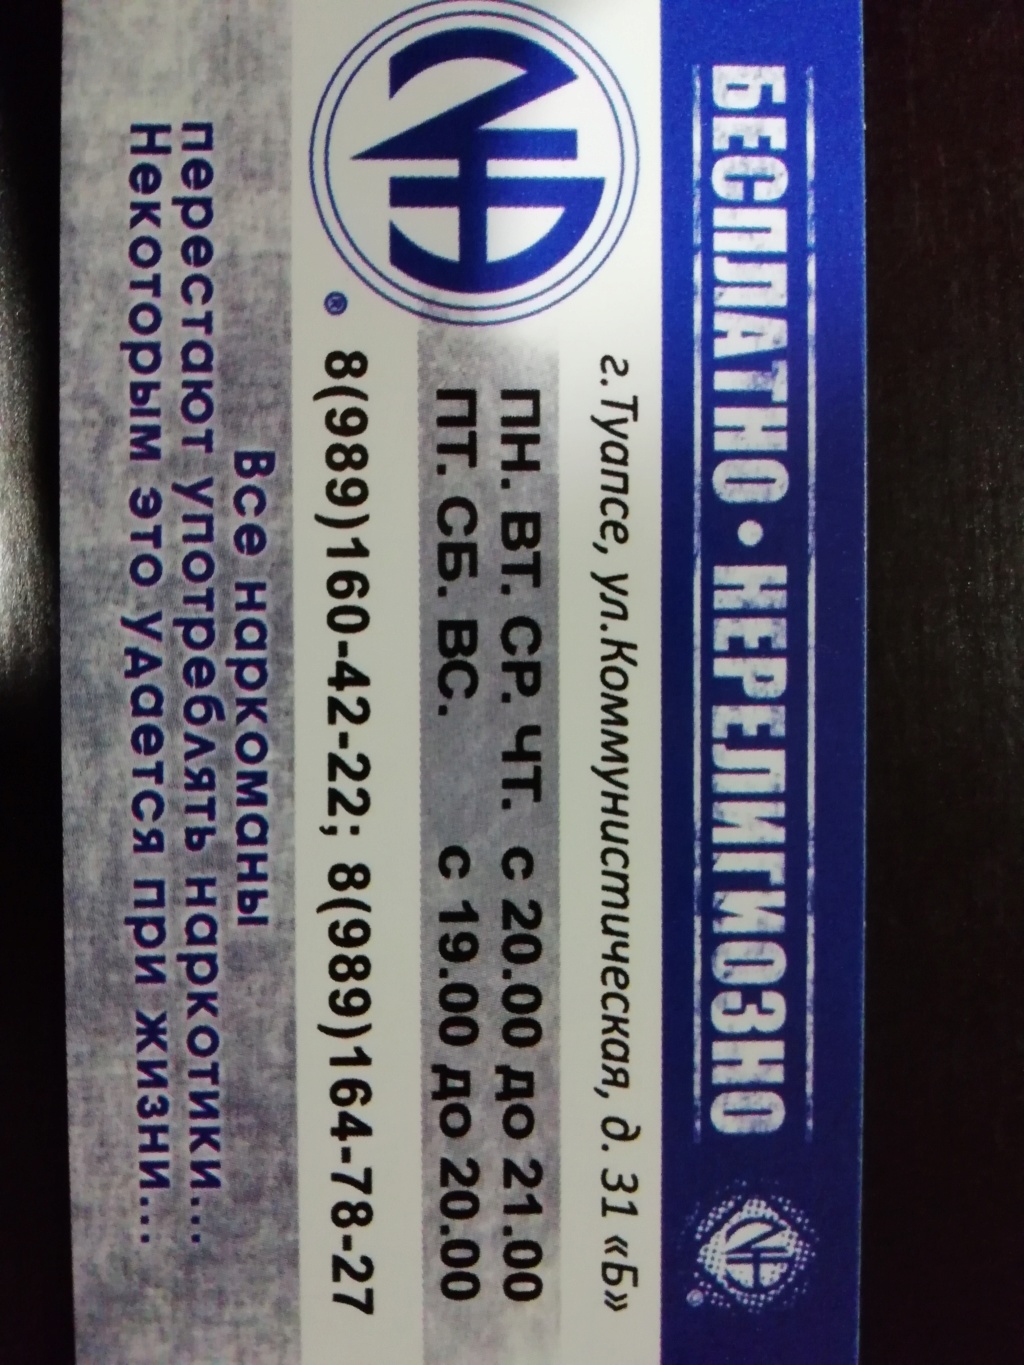 БЕСПЛАТНО • НЕРЕЛИГИОЗНО
г.Туапсе, ул.Коммунистическая, д. 31 «Б»
ПН. ВТ. СР. ЧТ. с 20.00 до 21.00
ПТ. СБ. ВС. с 19.00 до 20.00
8(989)160-42-22; 8(989)164-78-27
Все наркоманы
перестают употреблять наркотики...
Некоторым это удается при жизни...